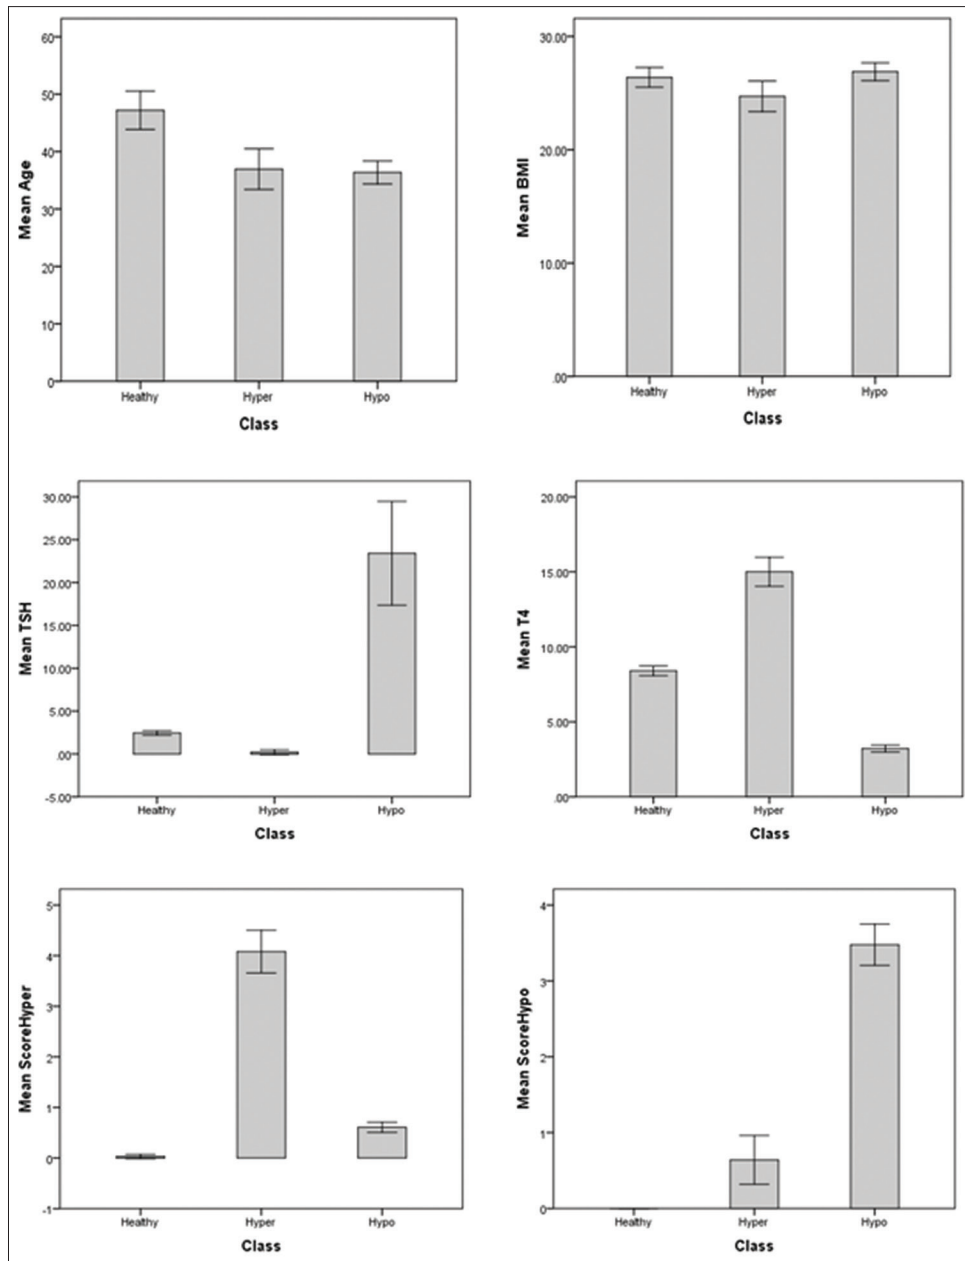 60
50
40
30
20
10
0
Mean Age
Healthy Hyper Hypo
Class
30.00
20.00
10.00
.00
Mean BMI
Healthy Hyper Hypo
Class
30.00
25.00
20.00
15.00
10.00
5.00
.00
-5.00
Mean TSH
Healthy Hyper Hypo
Class
20.00
15.00
10.00
5.00
.00
Mean T4
Healthy Hyper Hypo
Class
5
4
3
2
1
0
-1
Mean ScoreHyper
Healthy Hyper Hypo
Class
4
3
2
1
0
Mean ScoreHypo
Healthy Hyper Hypo
Class